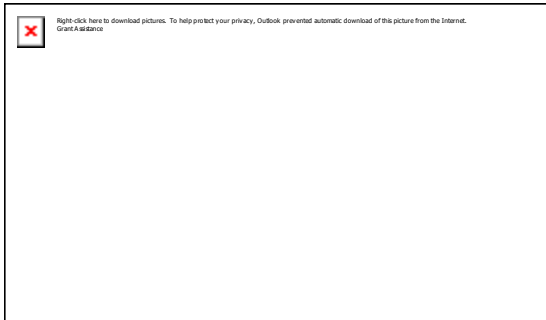 Right-click here to download pictures. To help protect your privacy, Outlook prevented automatic download of this picture from the Internet.
Grant Assistance